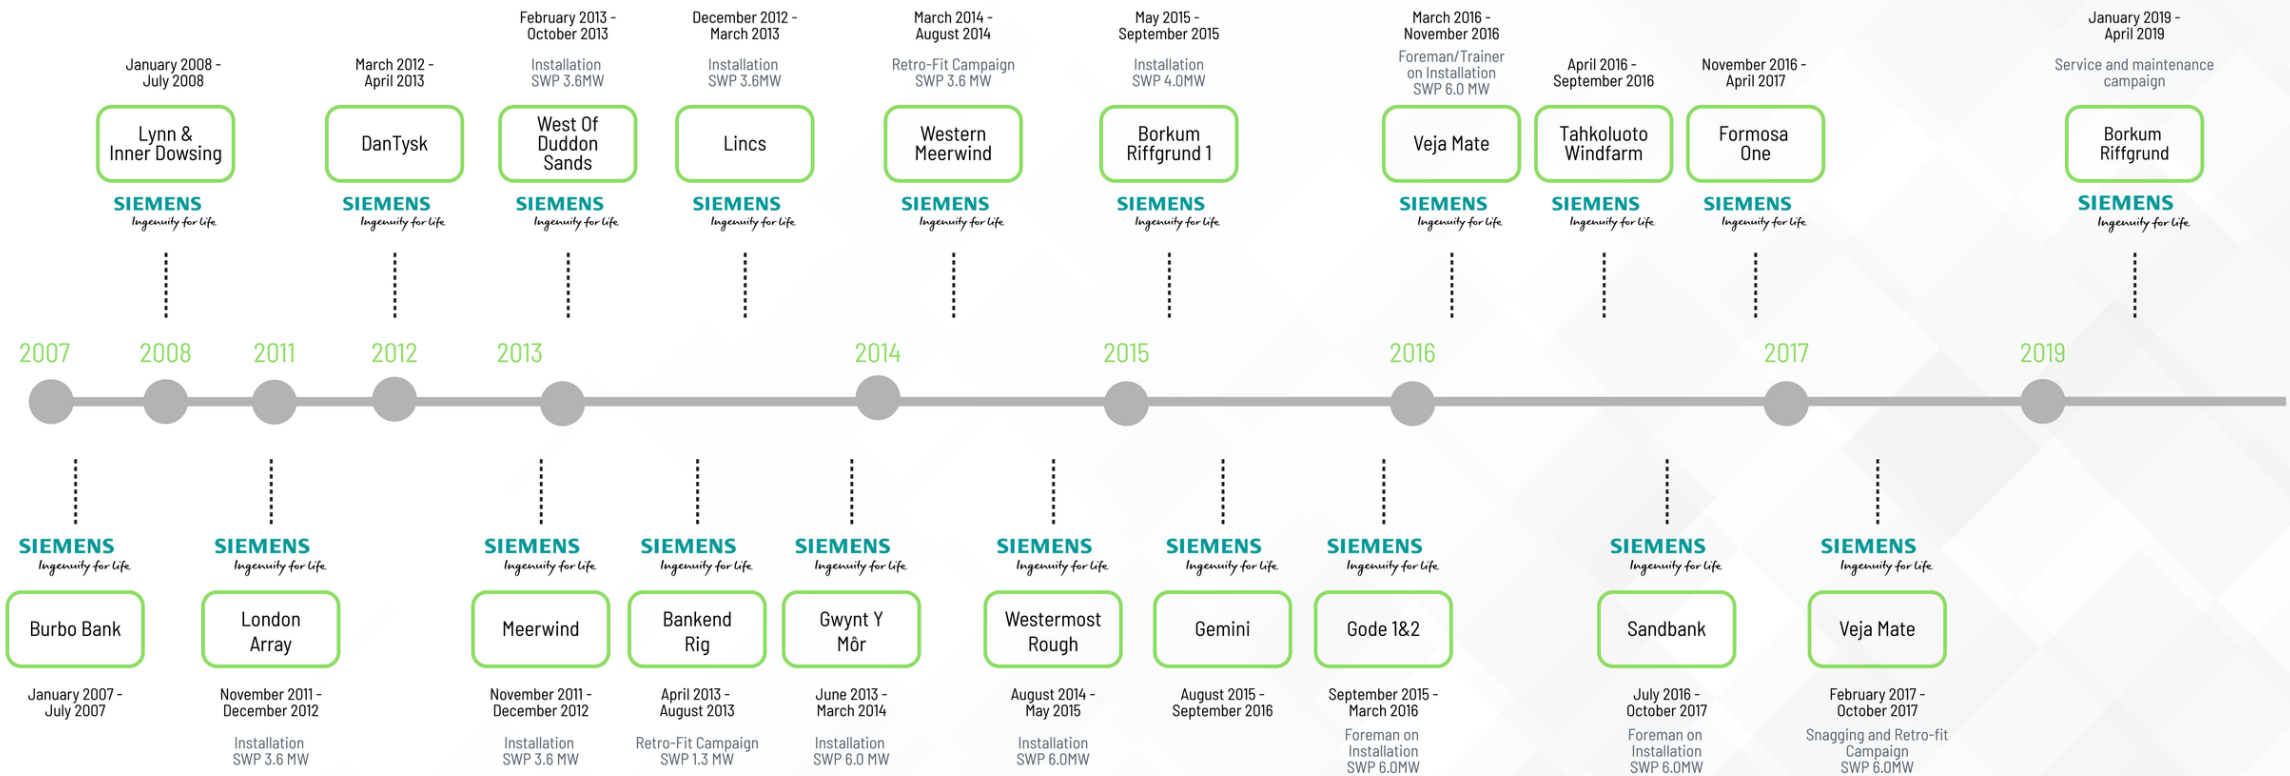 January 2008 -
July 2008
Lynn &
Inner Dowsing
SIEMENS
Ingenuity for life
March 2012 -
April 2013
DanTysk
SIEMENS
Ingenuity for life
February 2013 -
October 2013
Installation
SWP 3.6MW
West Of
Duddon
Sands
SIEMENS
Ingenuity for life
December 2012 -
March 2013
Installation
SWP 3.6MW
Lincs
SIEMENS
Ingenuity for life
March 2014 -
August 2014
Retro-Fit Campaign
SWP 3.6 MW
Western
Meerwind
SIEMENS
Ingenuity for life
May 2015 -
September 2015
Installation
SWP 4.0MW
Borkum
Riffgrund 1
SIEMENS
Ingenuity for life
March 2016 -
November 2016
Foreman/Trainer
on Installation
SWP 6.0 MW
Veja Mate
SIEMENS
Ingenuity for life
April 2016 -
September 2016
Tahkoluoto
Windfarm
SIEMENS
Ingenuity for life
November 2016 -
April 2017
Formosa
One
SIEMENS
Ingenuity for life
January 2019 -
April 2019
Service and maintenance
campaign
Borkum
Riffgrund
SIEMENS
Ingenuity for life
2007
2008
2011
2012
2013
2014
2015
2016
2017
2019
SIEMENS
Ingenuity for life
Burbo Bank
January 2007 -
July 2007
SIEMENS
Ingenuity for life
London
Array
November 2011 -
December 2012
Installation
SWP 3.6 MW
SIEMENS
Ingenuity for life
Meerwind
November 2011 -
December 2012
Installation
SWP 3.6 MW
SIEMENS
Ingenuity for life
Bankend
Rig
April 2013 -
August 2013
Retro-Fit Campaign
SWP 1.3 MW
SIEMENS
Ingenuity for life
Gwynt Y
Môr
June 2013 -
March 2014
Installation
SWP 6.0 MW
SIEMENS
Ingenuity for life
Westermost
Rough
August 2014 -
May 2015
Installation
SWP 6.0MW
SIEMENS
Ingenuity for life
Gemini
August 2015 -
September 2016
SIEMENS
Ingenuity for life
Gode 1&2
September 2015 -
March 2016
Foreman on
Installation
SWP 6.0MW
SIEMENS
Ingenuity for life
Sandbank
July 2016 -
October 2017
Foreman on
Installation
SWP 6.0MW
SIEMENS
Ingenuity for life
Veja Mate
February 2017 -
October 2017
Snagging and Retro-fit
Campaign
SWP 6.0MW